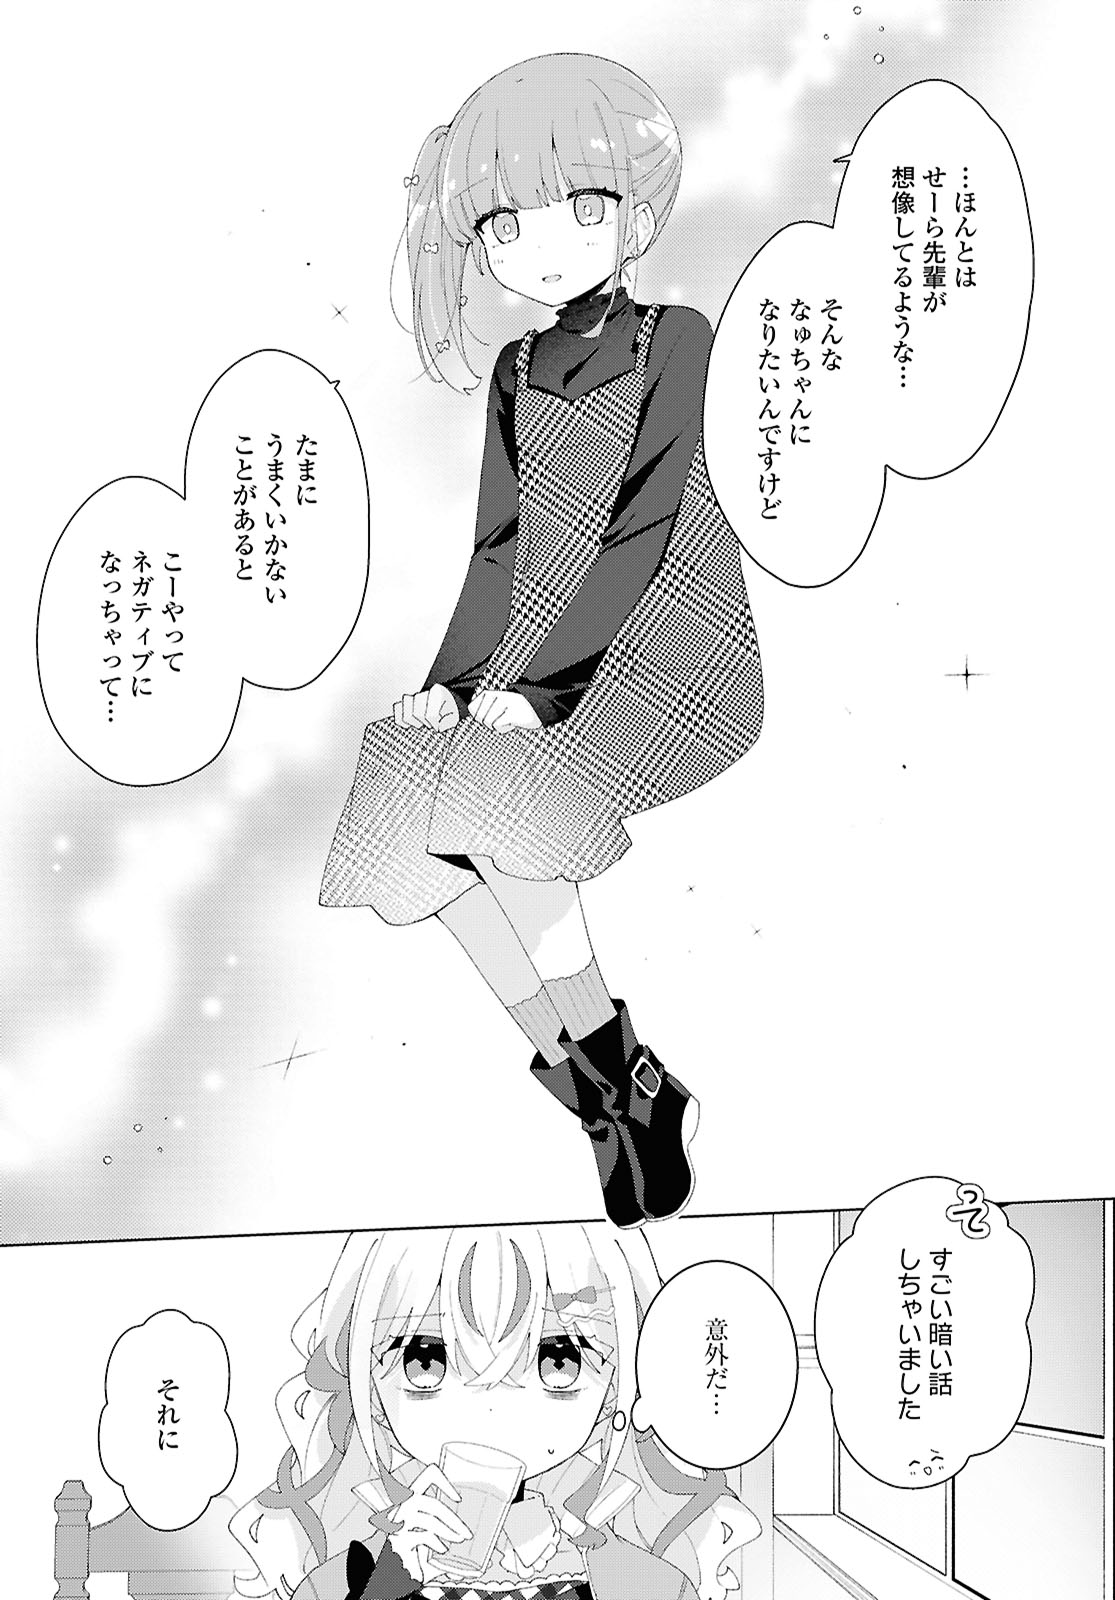 …ほんとは
せーら先輩が
想像してるような…
そんな
なゅちゃんに
なりたいんですけど
たまに
うまくいかない
ことがあると
こーやって
ネガティブに
なっちゃって…
って
すごい暗い話
しちゃいました
意外だ…
それに